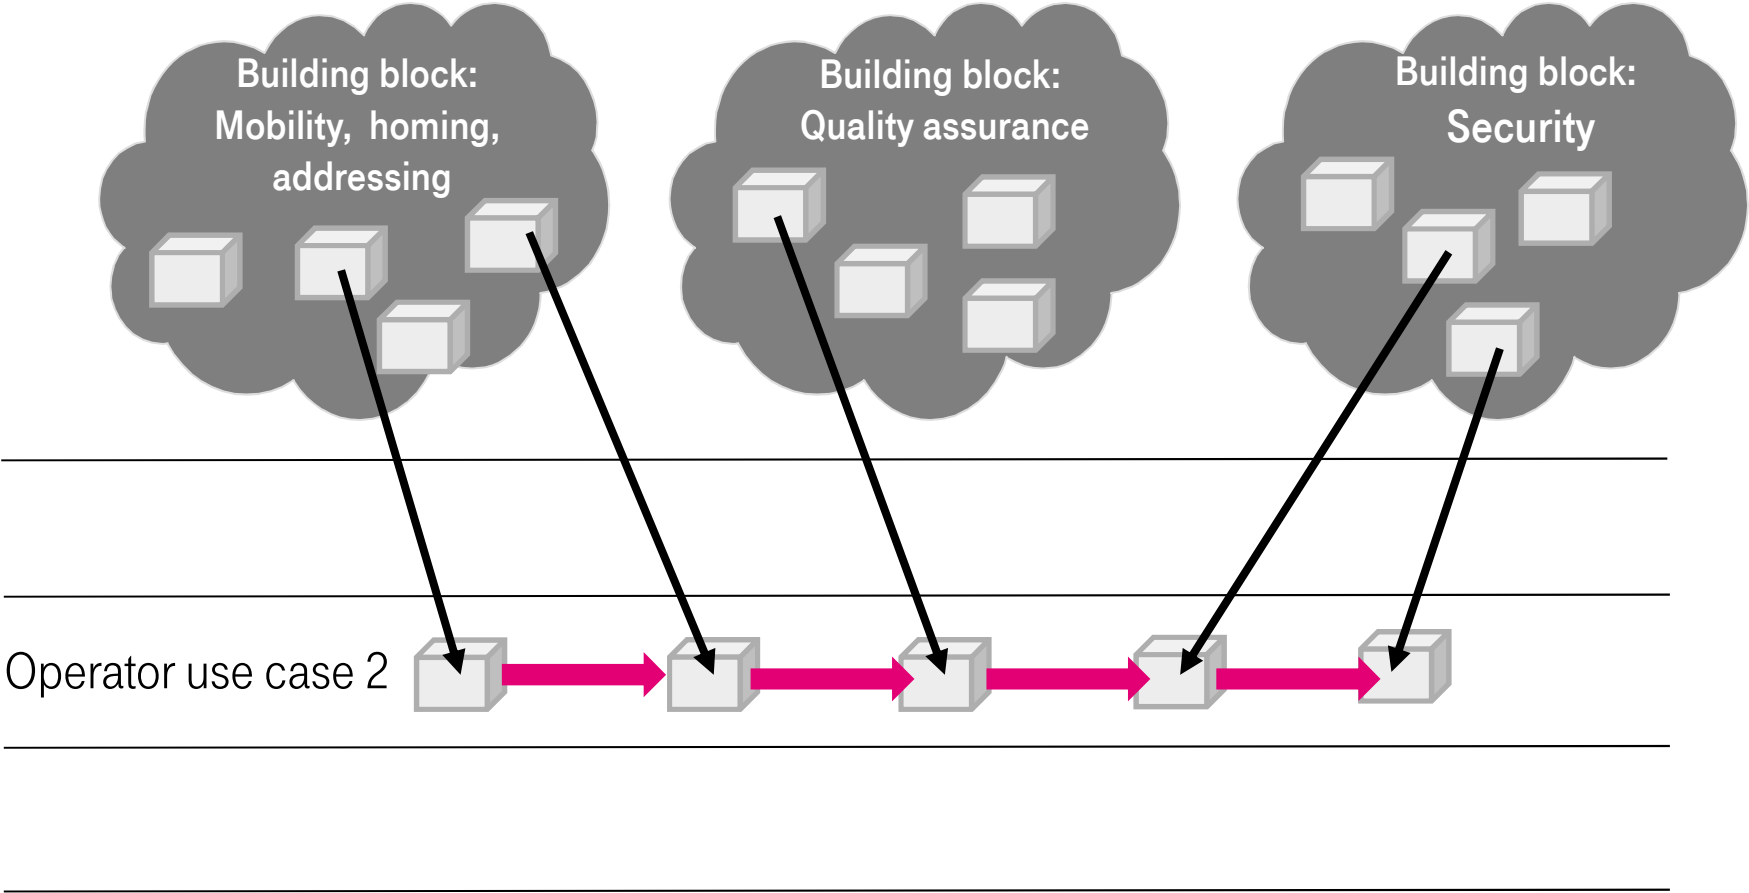 Building block:
Mobility, homing,
addressing
Building block:
Quality assurance
Building block:
Security
Operator use case 2